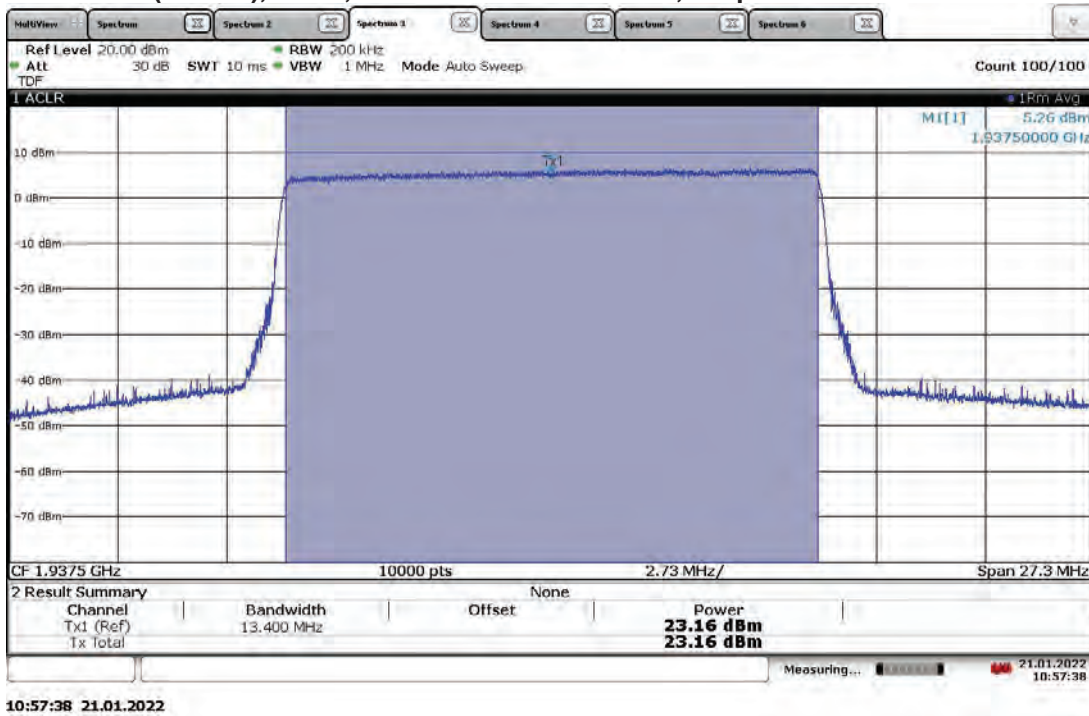 MultiView Spectrum Spectrum 2 Spectrum 3 Spectrum 4 Spectrum 5 Spectrum 6
Ref Level 20.00 dBm RBW 200 kHz
Att 30 dB SWT 10 ms VBW 1 MHz Mode Auto Sweep Count 100/100
TDF
1 ACLR 1Rm Avg
M1[1] 5.26 dBm
1.93750000 GHz
10 dBm
Tx1
0 dBm
-10 dBm
-20 dBm
-30 dBm
-40 dBm
-50 dBm
-60 dBm
-70 dBm
CF 1.9375 GHz 10000 pts 2.73 MHz/ Span 27.3 MHz
2 Result Summary None
Channel Bandwidth Offset Power
Tx1 (Ref) 13.400 MHz 23.16 dBm
Tx Total 23.16 dBm
Measuring... 21.01.2022
10:57:38
10:57:38 21.01.2022